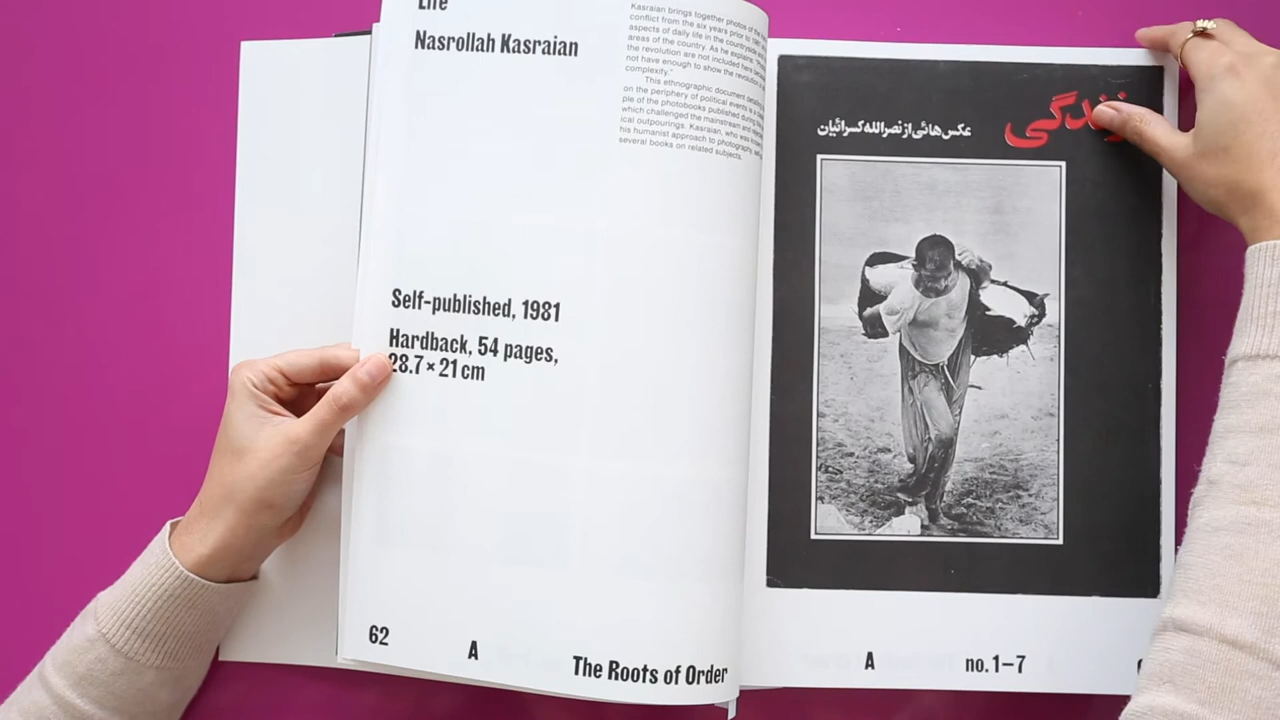 Life
Nasrollah Kasraian
Kasraian brings together photos of the
conflict from the six years prior to
aspects of daily life in the countryside
areas of the country. As he explains:
the revolution are not included here
not have enough to show the revolution
complexity."
This ethnographic document
on the periphery of political events is a
ple of the photobooks published during
which challenged the mainstream and
ical outpourings. Kasraian, who was
his humanist approach to photography,
several books on related subjects.
Self-published, 1981
Hardback, 54 pages,
28.7 × 21 cm
62
A
The Roots of Order
زندگی
عکس‌هائی از نصرالله کسرائیان
A
no. 1–7